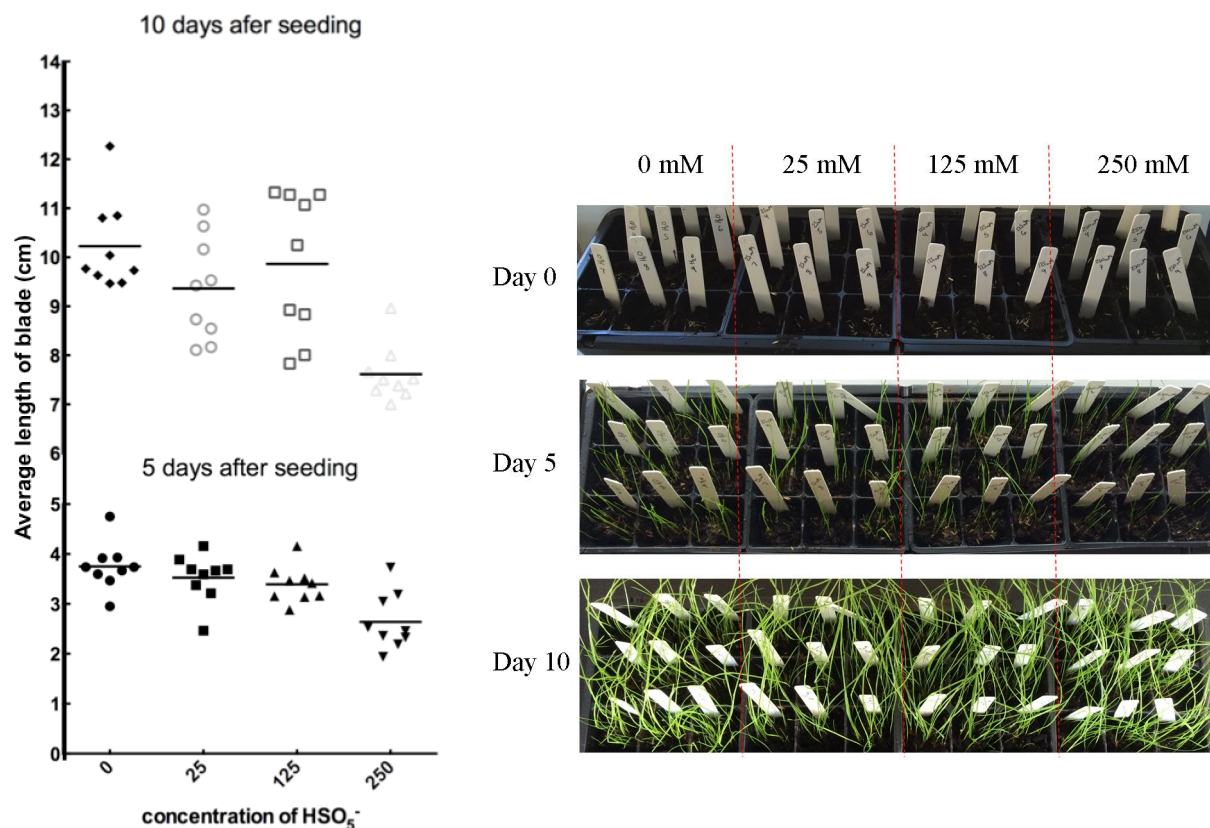 10 days afer seeding
14
13
12
11
10
9
8
7
6
5
4
3
2
1
0
Average length of blade (cm)
5 days after seeding
0
25
125
250
concentration of HSO₅⁻
0 mM
25 mM
125 mM
250 mM
Day 0
Day 5
Day 10